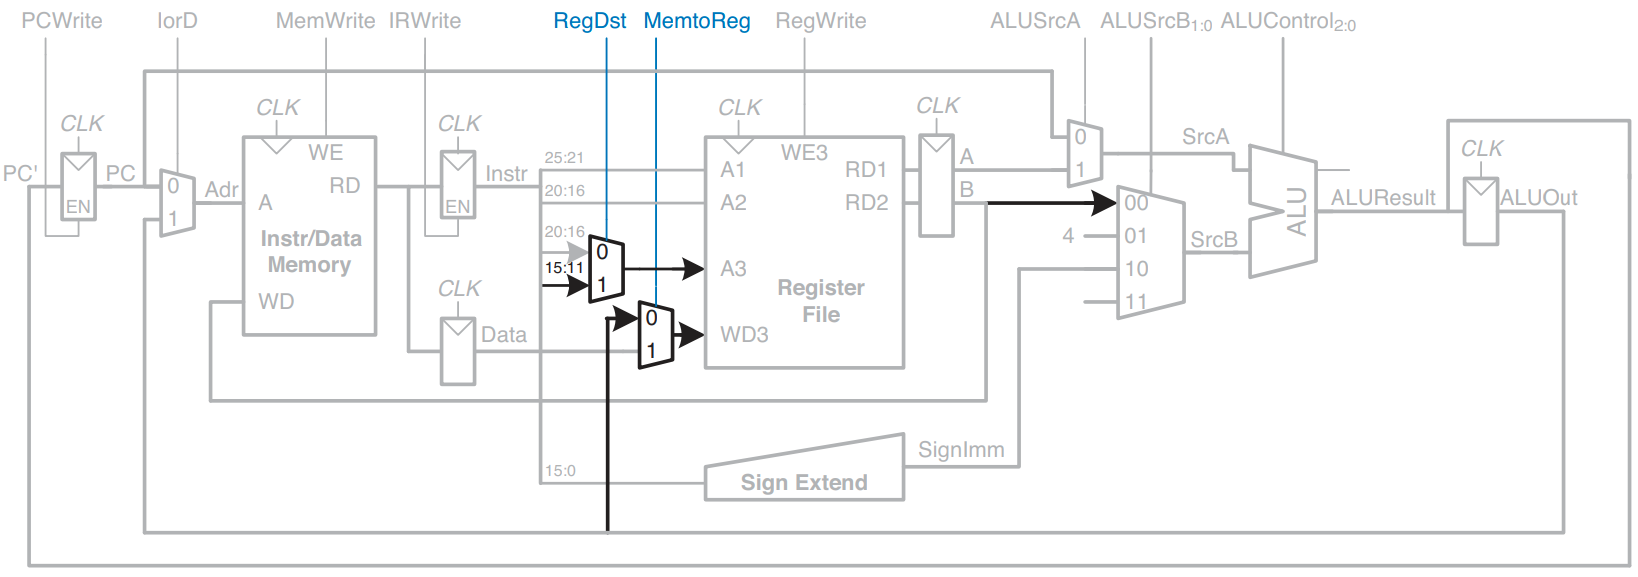 PCWrite IorD MemWrite IRWrite RegDst MemtoReg RegWrite ALUSrcA ALUSrcB1:0 ALUControl2:0
CLK CLK CLK CLK CLK CLK
PC' EN PC 0 1 Adr
A WE RD
Instr/Data
Memory
WD
EN Instr
CLK
Data
25:21
20:16
20:16
15:11
15:0
0
1
0
1
A1 WE3 RD1
A2 RD2
A3
Register
File
WD3
A
B
0
1
SrcA
00
4 01
10
11
SrcB
ALU
ALUResult
CLK
ALUOut
SignImm
Sign Extend